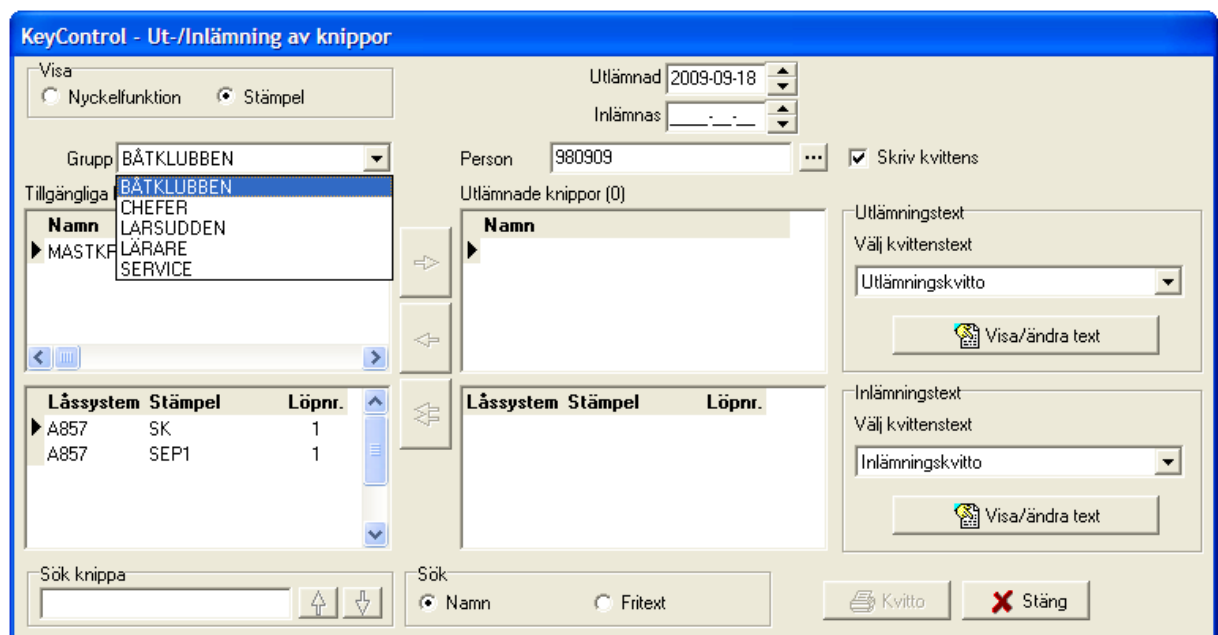 KeyControl - Ut-/Inlämning av knippor
Visa
Nyckelfunktion Stämpel
Utlämnad 2009-09-18
Inlämnas ____-__-__
Grupp BÅTKLUBBEN
Person 980909 ... Skriv kvittens
BÅTKLUBBEN
CHEFER
LARSUDDEN
LÄRARE
SERVICE
Tillgängliga
Namn
Utlämnade knippor (0)
Namn
Låssystem Stämpel Löpnr.
A857 SK 1
A857 SEP1 1
Låssystem Stämpel Löpnr.
Utlämningstext
Välj kvittenstext
Utlämningskvitto
Visa/ändra text
Inlämningstext
Välj kvittenstext
Inlämningskvitto
Visa/ändra text
Sök knippa
Sök
Namn Fritext
Kvitto Stäng